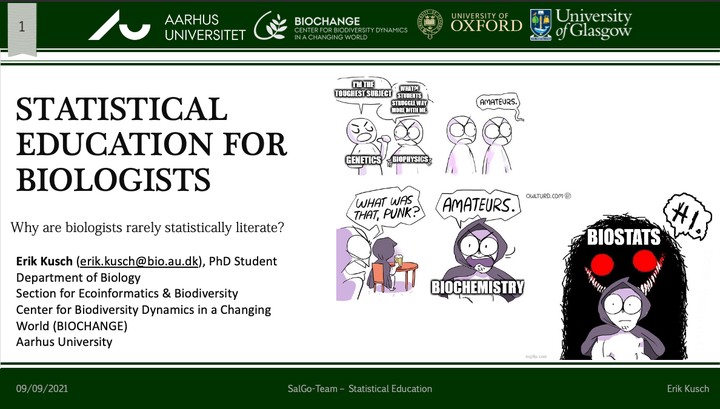 1
AARHUS
UNIVERSITET
BIOCHANGE
CENTER FOR BIODIVERSITY DYNAMICS
IN A CHANGING WORLD
UNIVERSITY OF
OXFORD
University
of Glasgow
STATISTICAL
EDUCATION FOR
BIOLOGISTS
Why are biologists rarely statistically literate?
Erik Kusch (erik.kusch@bio.au.dk), PhD Student
Department of Biology
Section for Ecoinformatics & Biodiversity
Center for Biodiversity Dynamics in a Changing
World (BIOCHANGE)
Aarhus University
I'M THE
TOUGHEST SUBJECT
WHAT?!
STUDENTS
STRUGGLE WAY
MORE WITH ME.
GENETICS
BIOPHYSICS
AMATEURS.
WHAT WAS
THAT, PUNK?
AMATEURS.
OWLTURD.COM
BIOCHEMISTRY
BIOSTATS
HI.
imgflip.com
09/09/2021
SalGo-Team – Statistical Education
Erik Kusch